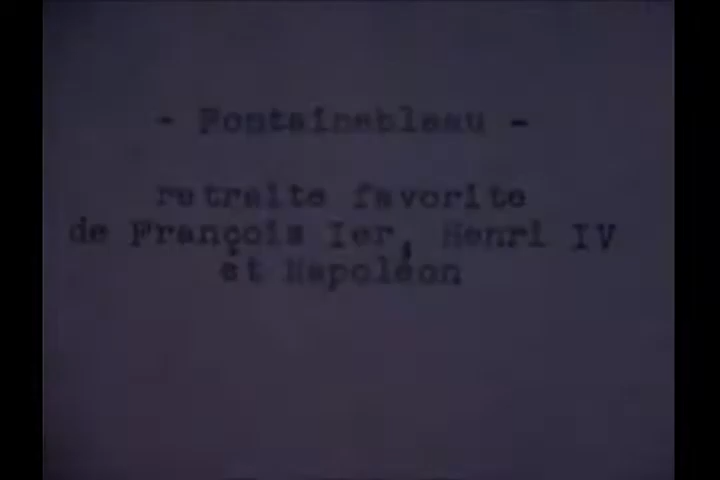 - Fontainebleau -
retraite favorite
de François Ier, Henri IV
et Napoléon